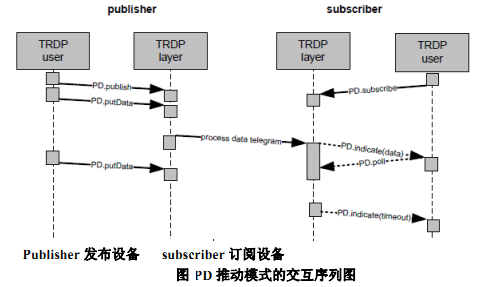 publisher subscriber
TRDP user TRDP layer TRDP layer TRDP user
PD.publish
PD.subscribe
PD.putData
process data telegram
PD.indicate(data)
PD.poll
PD.putData
PD.indicate(timeout)
Publisher 发布设备 subscriber 订阅设备
图 PD 推动模式的交互序列图